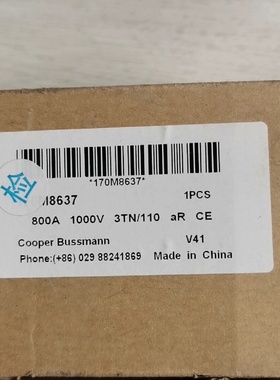 *170M8637*
M8637 1PCS
800A 1000V 3TN/110 aR CE
Cooper Bussmann V41
Phone:(+86) 029 88241869 Made in China
检